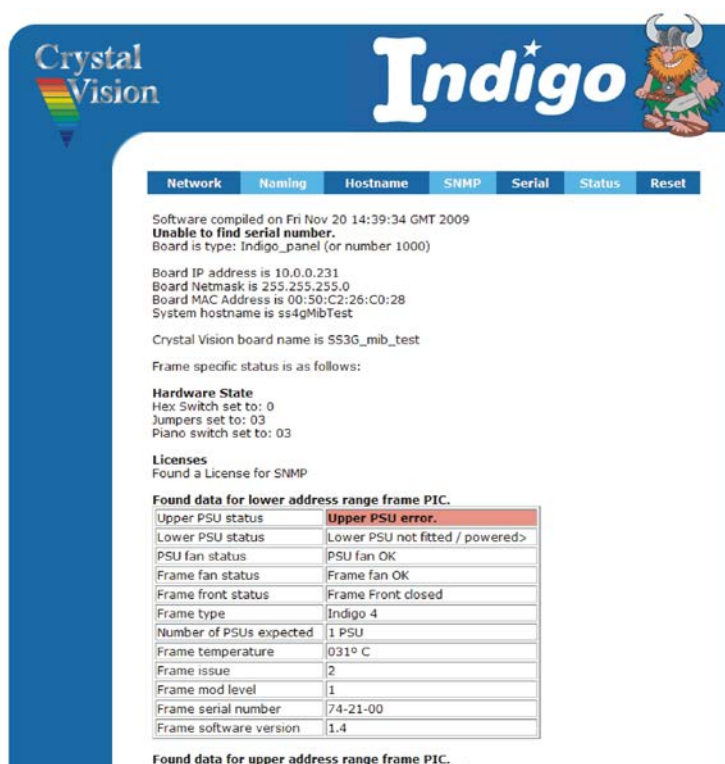 Crystal
Vision
Indigo
Network Naming Hostname SNMP Serial Status Reset
Software compiled on Fri Nov 20 14:39:34 GMT 2009
Unable to find serial number.
Board is type: Indigo_panel (or number 1000)
Board IP address is 10.0.0.231
Board Netmask is 255.255.255.0
Board MAC Address is 00:50:C2:26:C0:28
System hostname is ss4gMibTest
Crystal Vision board name is SS3G_mib_test
Frame specific status is as follows:
Hardware State
Hex Switch set to: 0
Jumpers set to: 03
Piano switch set to: 03
Licenses
Found a License for SNMP
Found data for lower address range frame PIC.
Upper PSU status Upper PSU error.
Lower PSU status Lower PSU not fitted / powered>
PSU fan status PSU fan OK
Frame fan status Frame fan OK
Frame front status Frame Front closed
Frame type Indigo 4
Number of PSUs expected 1 PSU
Frame temperature 031º C
Frame issue 2
Frame mod level 1
Frame serial number 74-21-00
Frame software version 1.4
Found data for upper address range frame PIC.